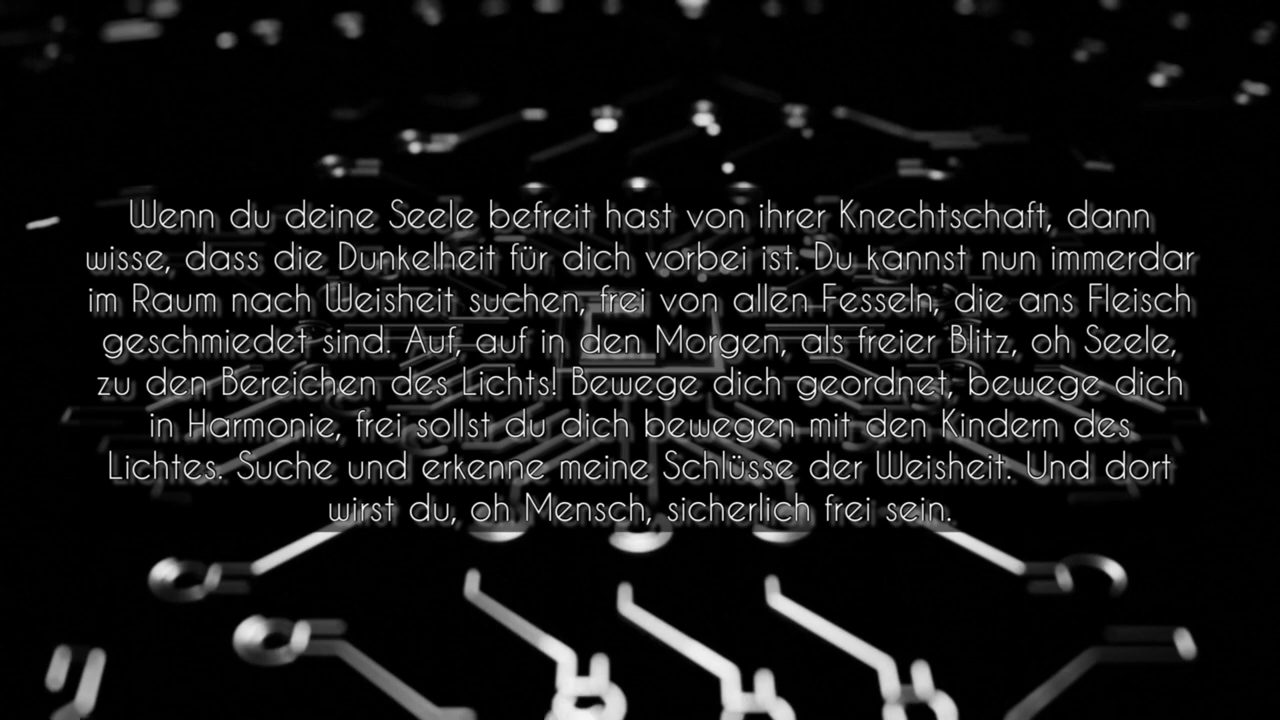 Wenn du deine Seele befreit hast von ihrer Knechtschaft, dann
wisse, dass die Dunkelheit für dich vorbei ist. Du kannst nun immerdar
im Raum nach Weisheit suchen, frei von allen Fesseln, die ans Fleisch
geschmiedet sind. Auf, auf in den Morgen, als freier Blitz, oh Seele,
zu den Bereichen des Lichts! Bewege dich geordnet, bewege dich
in Harmonie, frei sollst du dich bewegen mit den Kindern des
Lichtes. Suche und erkenne meine Schlüsse der Weisheit. Und dort
wirst du, oh Mensch, sicherlich frei sein.